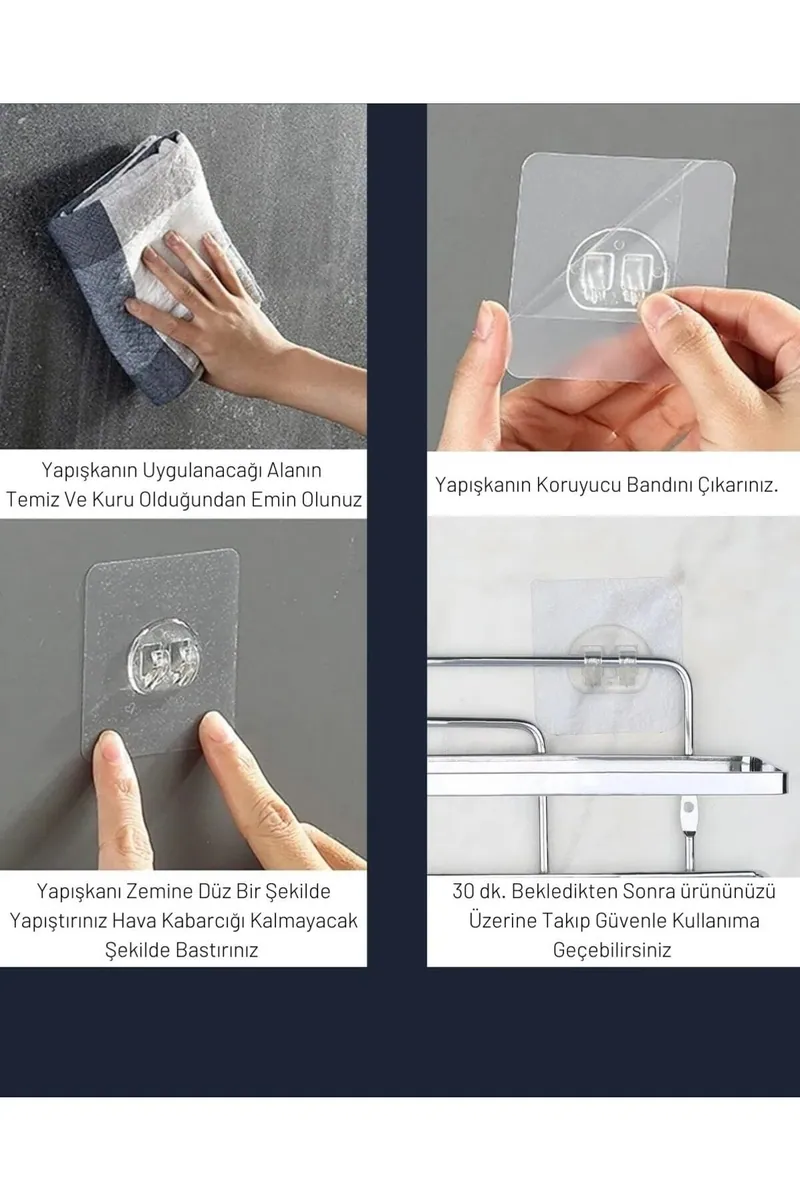 Yapışkanın Uygulanacağı Alanın
Temiz Ve Kuru Olduğundan Emin Olunuz
Yapışkanın Koruyucu Bandını Çıkarınız.
Yapışkanı Zemine Düz Bir Şekilde
Yapıştırınız Hava Kabarcığı Kalmayacak
Şekilde Bastırınız
30 dk. Bekledikten Sonra ürününüzü
Üzerine Takıp Güvenle Kullanıma
Geçebilirsiniz